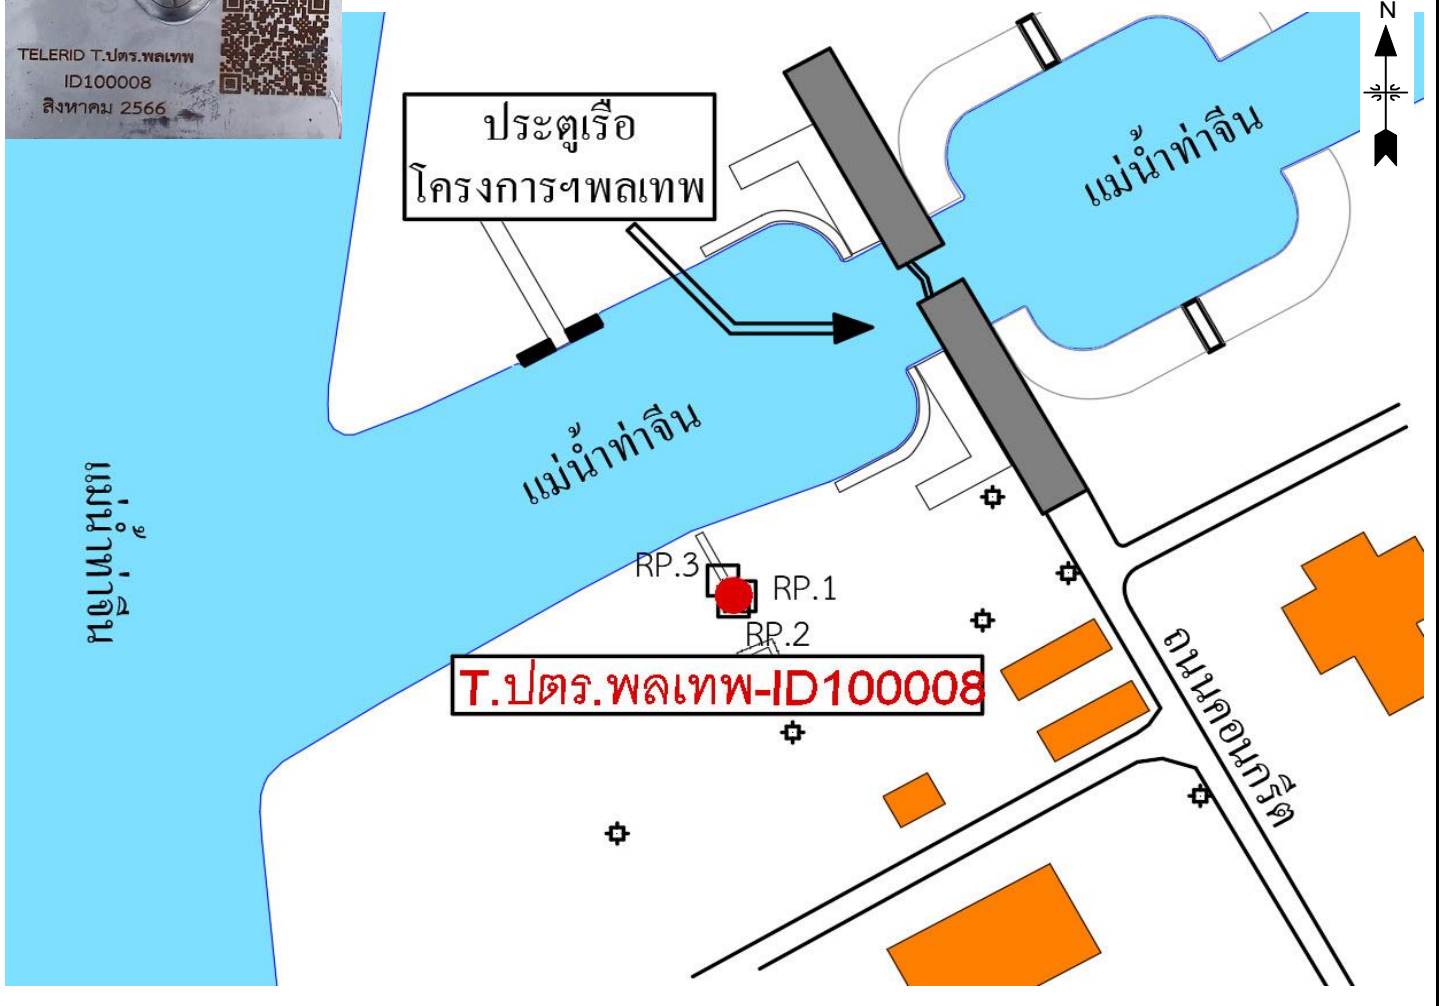 TELERID T.ปตร.พลเทพ
ID100008
สิงหาคม 2566
N
ประตูเรือ
โครงการฯพลเทพ
แม่น้ำท่าจีน
แม่น้ำท่าจีน
แม่น้ำท่าจีน
RP.3
RP.1
RP.2
T.ปตร.พลเทพ-ID100008
ถนนคอนกรีต